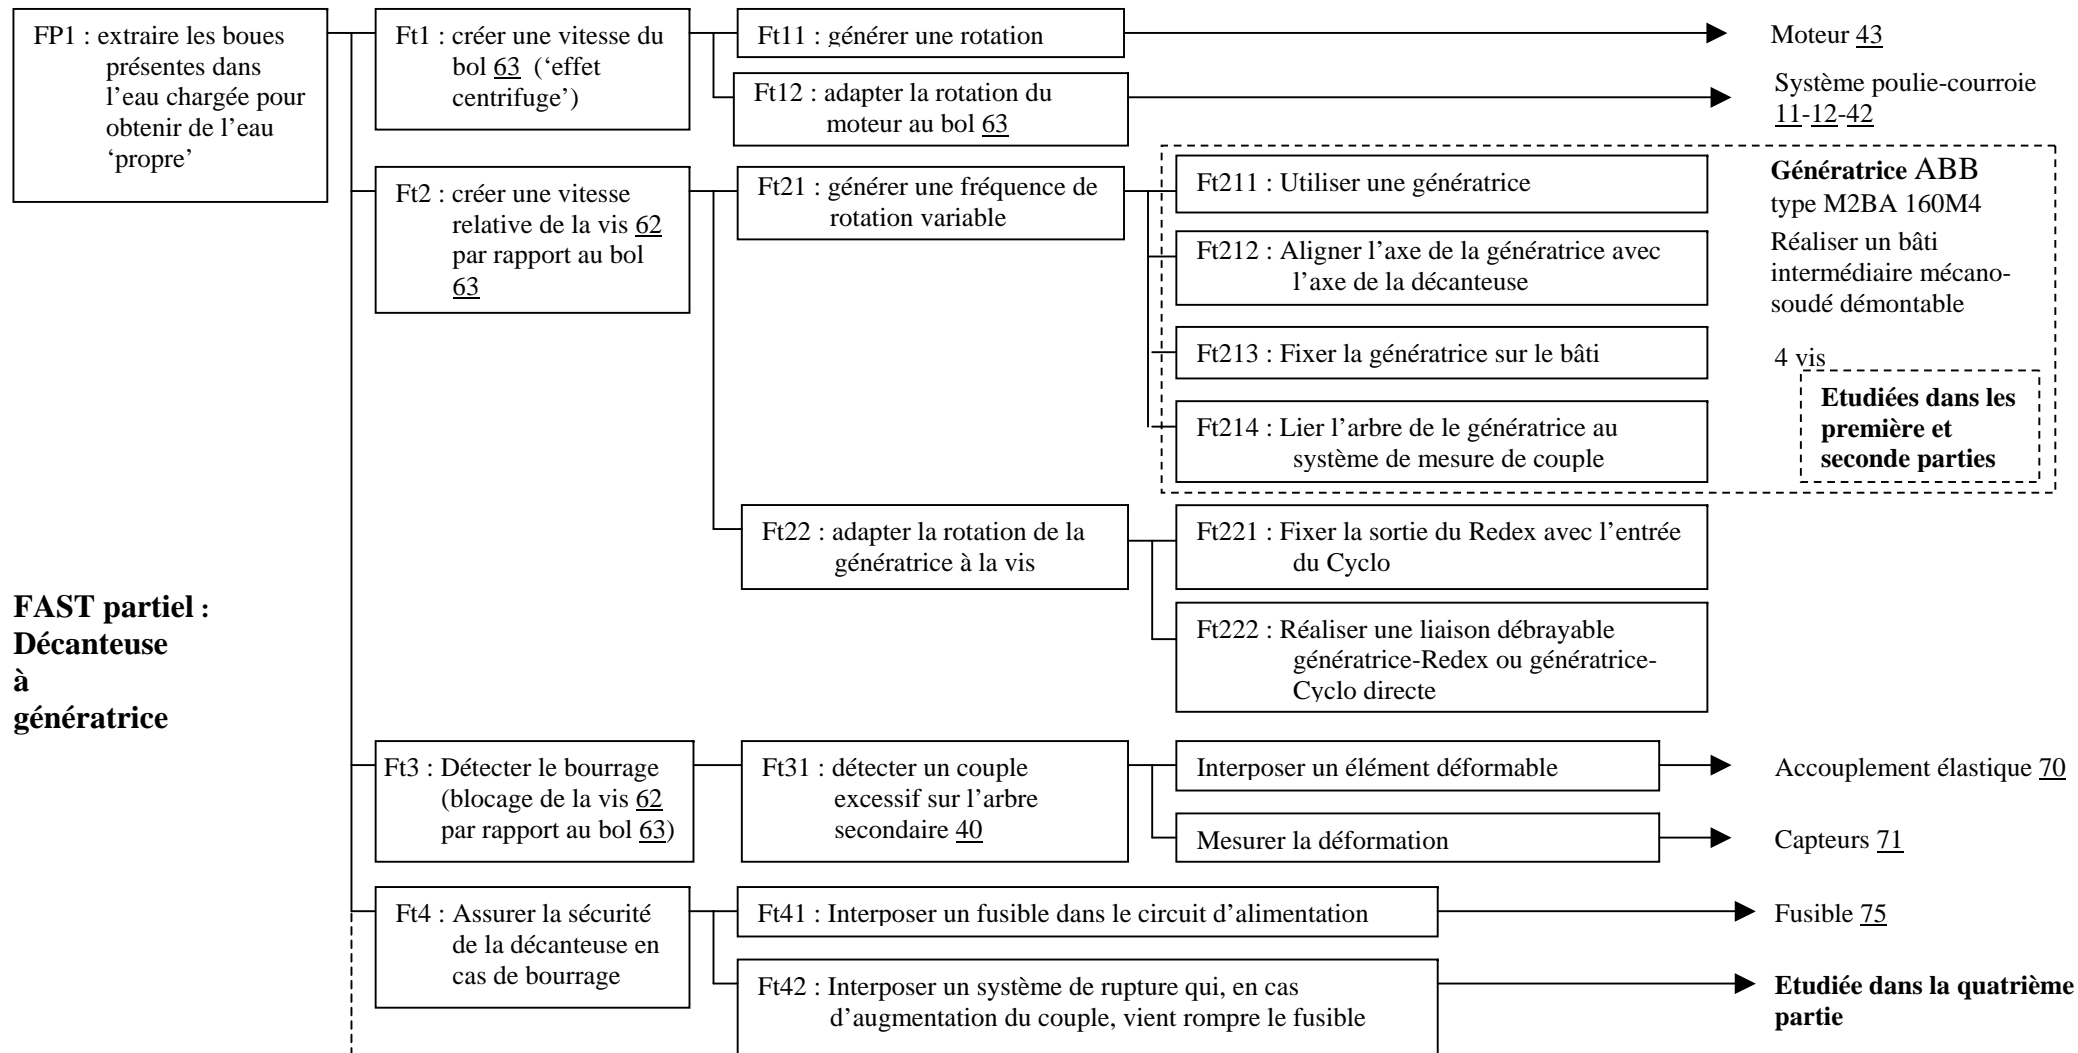 FP1 : extraire les boues
présentes dans
l’eau chargée pour
obtenir de l’eau
‘propre’
Ft1 : créer une vitesse du
bol 63 (‘effet
centrifuge’)
Ft11 : générer une rotation
Moteur 43
Ft12 : adapter la rotation du
moteur au bol 63
Système poulie-courroie
11-12-42
Ft2 : créer une vitesse
relative de la vis 62
par rapport au bol
63
Ft21 : générer une fréquence de
rotation variable
Ft211 : Utiliser une génératrice
Génératrice ABB
type M2BA 160M4
Ft212 : Aligner l’axe de la génératrice avec
l’axe de la décanteuse
Réaliser un bâti
intermédiaire mécano-
soudé démontable
Ft213 : Fixer la génératrice sur le bâti
4 vis
Ft214 : Lier l’arbre de le génératrice au
système de mesure de couple
Etudiées dans les
première et
seconde parties
Ft22 : adapter la rotation de la
génératrice à la vis
Ft221 : Fixer la sortie du Redex avec l’entrée
du Cyclo
Ft222 : Réaliser une liaison débrayable
génératrice-Redex ou génératrice-
Cyclo directe
FAST partiel :
Décanteuse
à
génératrice
Ft3 : Détecter le bourrage
(blocage de la vis 62
par rapport au bol 63)
Ft31 : détecter un couple
excessif sur l’arbre
secondaire 40
Interposer un élément déformable
Accouplement élastique 70
Mesurer la déformation
Capteurs 71
Ft4 : Assurer la sécurité
de la décanteuse en
cas de bourrage
Ft41 : Interposer un fusible dans le circuit d’alimentation
Fusible 75
Ft42 : Interposer un système de rupture qui, en cas
d’augmentation du couple, vient rompre le fusible
Etudiée dans la quatrième
partie